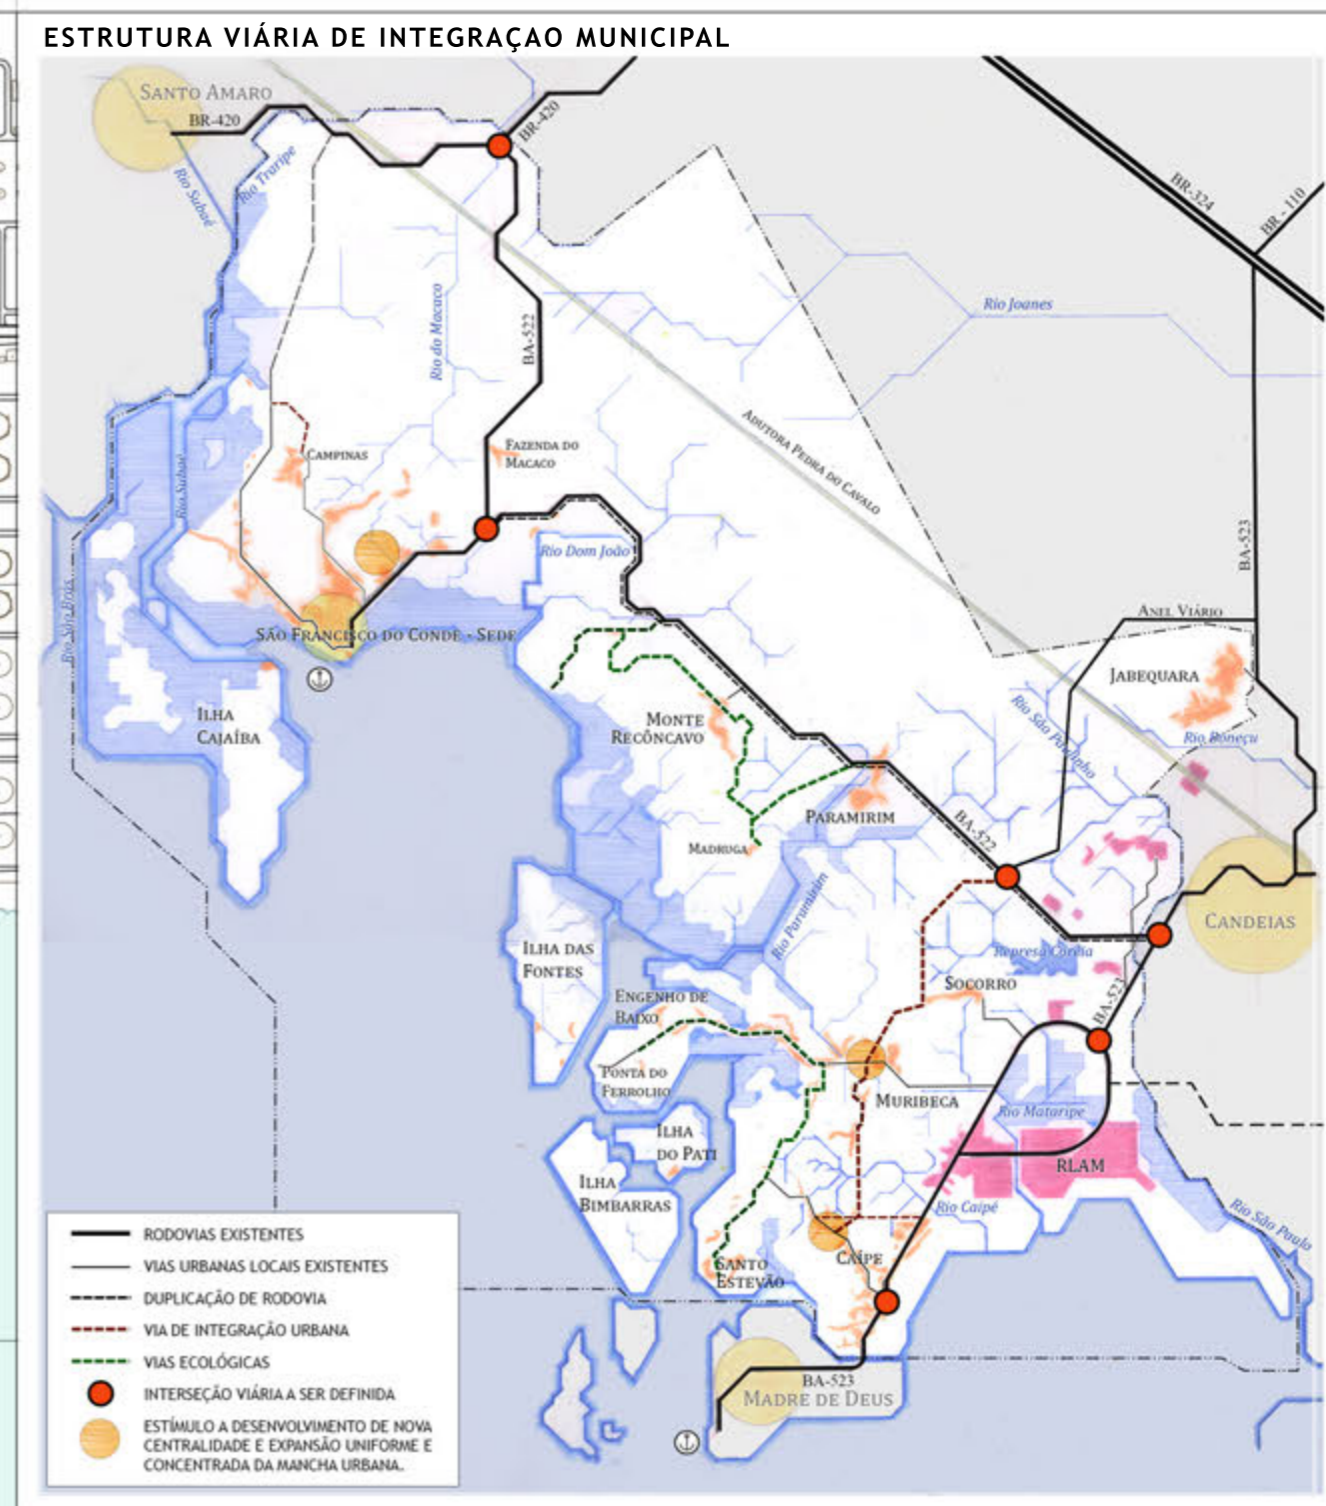 ESTRUTURA VIÁRIA DE INTEGRAÇAO MUNICIPAL
SANTO AMARO
BR-420
BR-420
Rio Subaé
Rio Traripe
BR-324
BR - 110
Rio Joanes
Rio do Macaco
BA-522
ADUTORA PEDRA DO CAVALO
CAMPINAS
FAZENDA DO
MACACO
Rio Subaé
BA-523
Rio Dom João
Rio São Brás
SÃO FRANCISCO DO CONDE - SEDE
ANEL VIÁRIO
JABEQUARA
ILHA
CAJAÍBA
MONTE
RECÔNCAVO
Rio São Paulinho
Rio Boneçu
PARAMIRIM
BA-522
MADRUGA
Rio Paramirim
CANDEIAS
ILHA DAS
FONTES
Represa Coréia
SOCORRO
ENGENHO DE
BAIXO
BA-523
PONTA DO
FERROLHO
MURIBECA
Rio Mataripe
ILHA
DO PATI
RLAM
ILHA
BIMBARRAS
Rio Caipé
Rio São Paulo
SANTO
ESTEVÃO
CAÍPE
BA-523
MADRE DE DEUS
RODOVIAS EXISTENTES
VIAS URBANAS LOCAIS EXISTENTES
DUPLICAÇÃO DE RODOVIA
VIA DE INTEGRAÇÃO URBANA
VIAS ECOLÓGICAS
INTERSEÇÃO VIÁRIA A SER DEFINIDA
ESTÍMULO A DESENVOLVIMENTO DE NOVA
CENTRALIDADE E EXPANSÃO UNIFORME E
CONCENTRADA DA MANCHA URBANA.